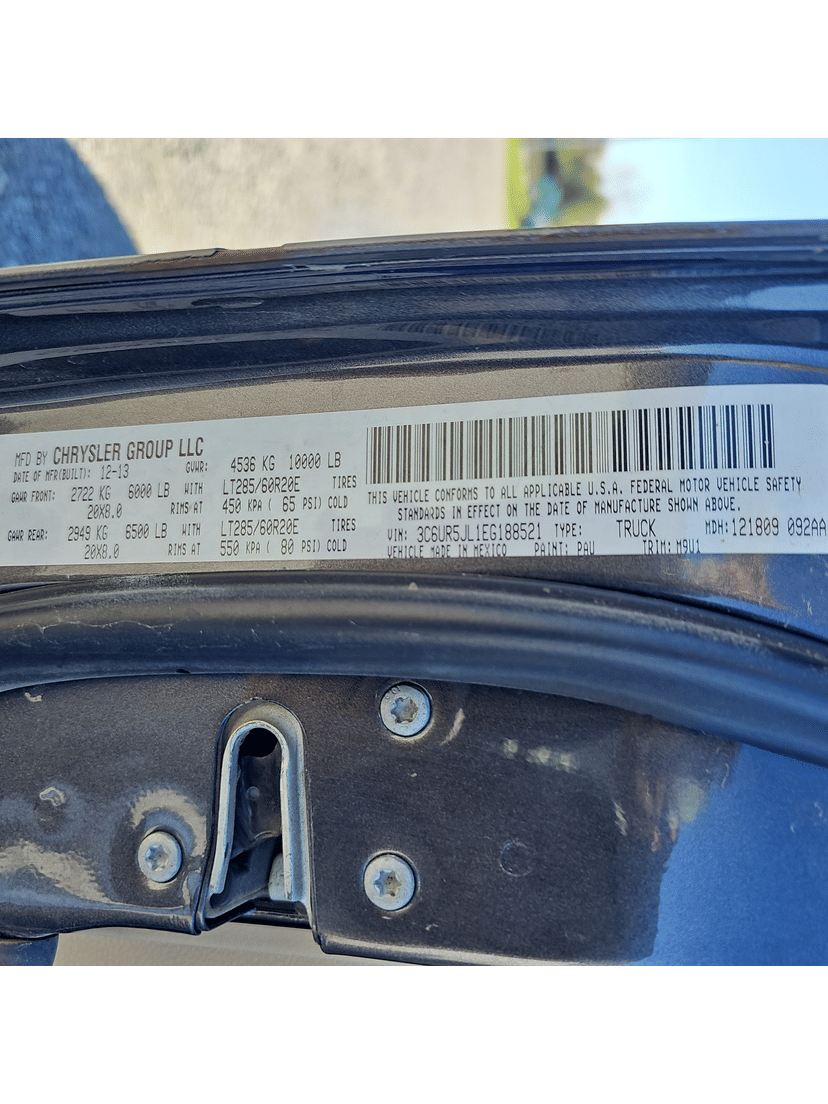 MFD BY CHRYSLER GROUP LLC
DATE OF MFR(BUILT): 12-13 GVWR: 4536 KG 10000 LB
GAWR FRONT: 2722 KG 6000 LB WITH LT285/60R20E TIRES
20X8.0 RIMS AT 450 KPA ( 65 PSI) COLD
GAWR REAR: 2949 KG 6500 LB WITH LT285/60R20E TIRES
20X8.0 RIMS AT 550 KPA ( 80 PSI) COLD
THIS VEHICLE CONFORMS TO ALL APPLICABLE U.S.A. FEDERAL MOTOR VEHICLE SAFETY
STANDARDS IN EFFECT ON THE DATE OF MANUFACTURE SHOWN ABOVE.
VIN: 3C6UR5JL1EG188521 TYPE: TRUCK MDH:121809 092AA
VEHICLE MADE IN MEXICO PAINT: PAU TRIM: M9U1